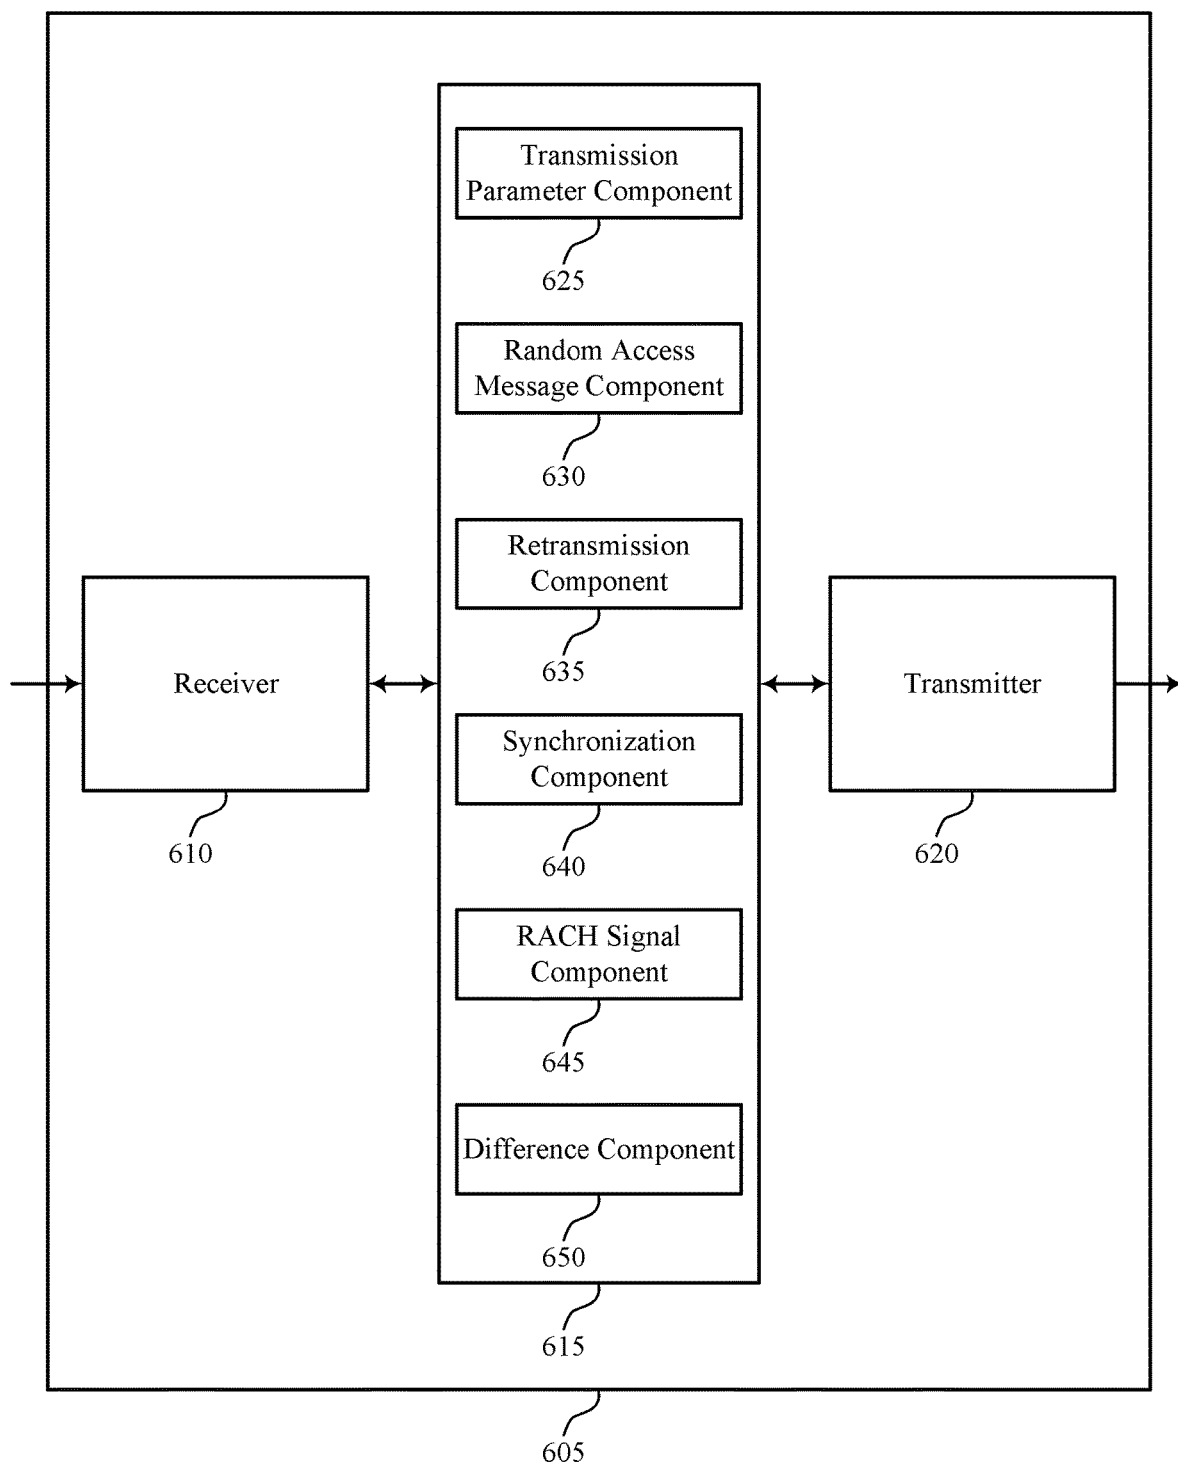 Transmission
Parameter Component
625
Random Access
Message Component
630
Retransmission
Component
635
Receiver
610
Transmitter
620
Synchronization
Component
640
RACH Signal
Component
645
Difference Component
650
615
605